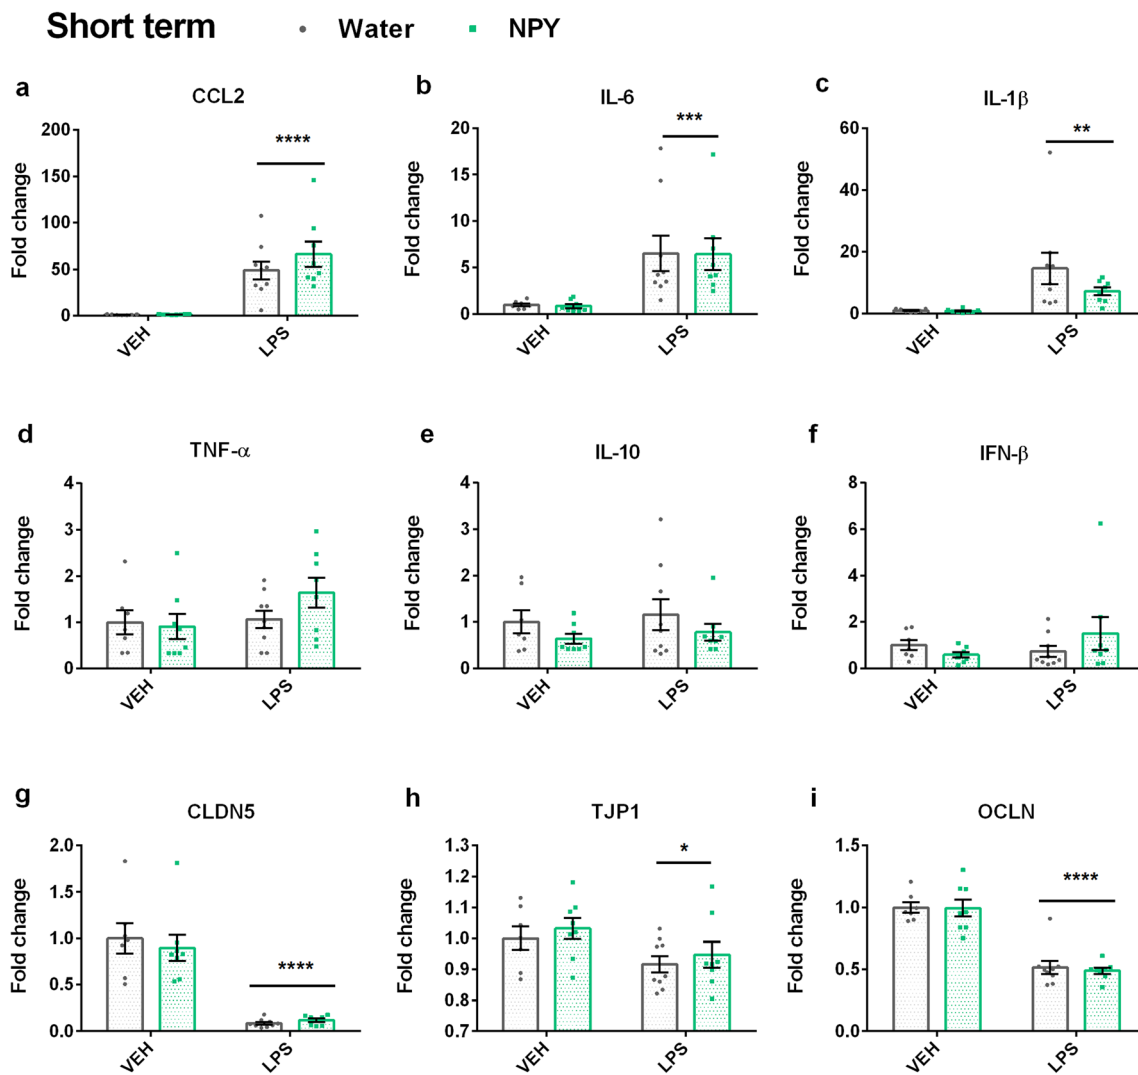 Short term
Water
NPY
a
CCL2
Fold change
200
150
100
50
0
****
VEH
LPS
b
IL-6
Fold change
20
15
10
5
0
***
VEH
LPS
c
IL-1β
Fold change
60
40
20
0
**
VEH
LPS
d
TNF-α
Fold change
4
3
2
1
0
VEH
LPS
e
IL-10
Fold change
4
3
2
1
0
VEH
LPS
f
IFN-β
Fold change
8
6
4
2
0
VEH
LPS
g
CLDN5
Fold change
2.0
1.5
1.0
0.5
0.0
****
VEH
LPS
h
TJP1
Fold change
1.3
1.2
1.1
1.0
0.9
0.8
0.7
*
VEH
LPS
i
OCLN
Fold change
1.5
1.0
0.5
0.0
****
VEH
LPS